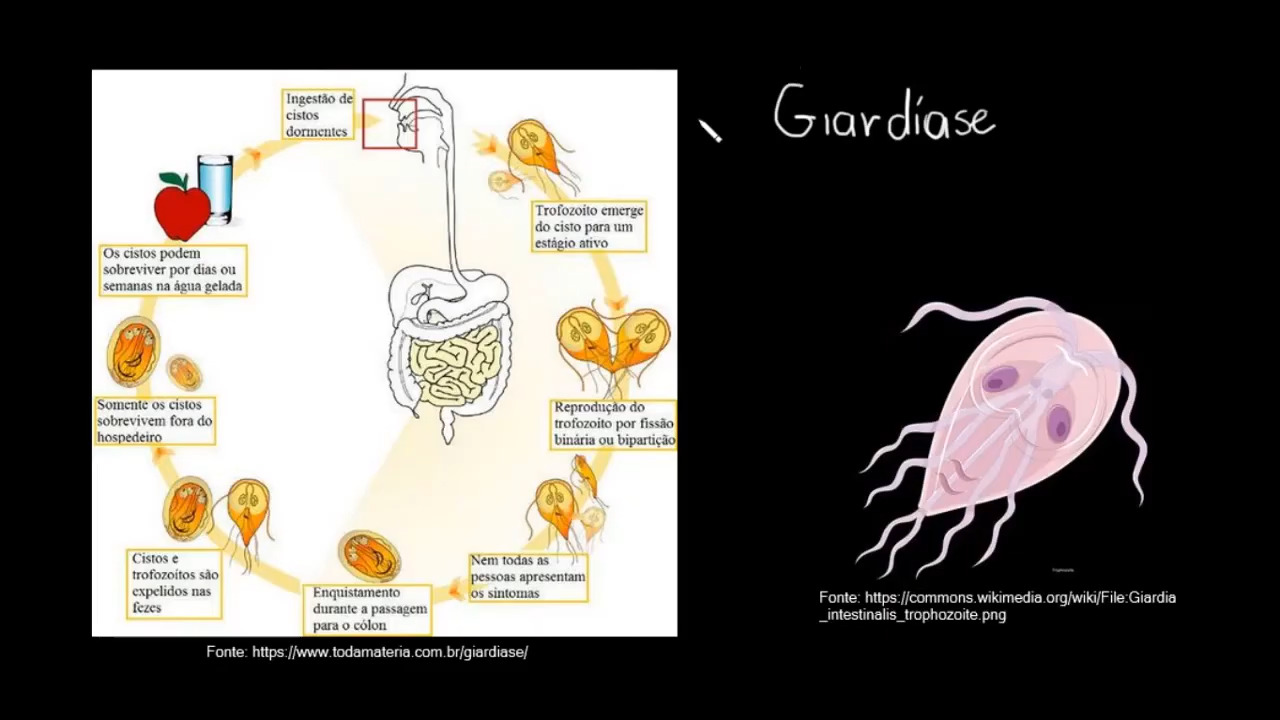 Giardíase
Ingestão de
cistos
dormentes
Trofozoíto emerge
do cisto para um
estágio ativo
Reprodução do
trofozoíto por fissão
binária ou bipartição
Nem todas as
pessoas apresentam
os sintomas
Enquistamento
durante a passagem
para o cólon
Cistos e
trofozoítos são
expelidos nas
fezes
Somente os cistos
sobrevivem fora do
hospedeiro
Os cistos podem
sobreviver por dias ou
semanas na água gelada
Fonte: https://www.todamateria.com.br/giardiase/
Trophozoite
Fonte: https://commons.wikimedia.org/wiki/File:Giardia
_intestinalis_trophozoite.png